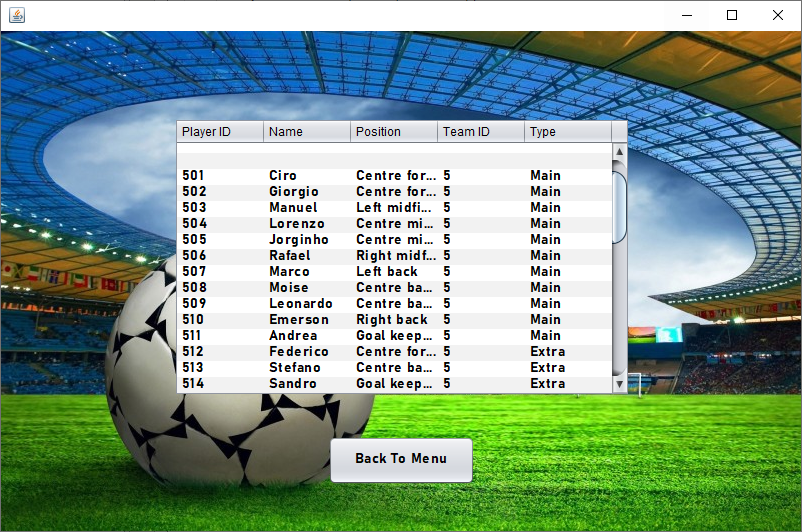 Player ID Name Position Team ID Type
501 Ciro Centre for... 5 Main
502 Giorgio Centre for... 5 Main
503 Manuel Left midfi... 5 Main
504 Lorenzo Centre mi... 5 Main
505 Jorginho Centre mi... 5 Main
506 Rafael Right midf... 5 Main
507 Marco Left back 5 Main
508 Moise Centre ba... 5 Main
509 Leonardo Centre ba... 5 Main
510 Emerson Right back 5 Main
511 Andrea Goal keep... 5 Main
512 Federico Centre for... 5 Extra
513 Stefano Centre ba... 5 Extra
514 Sandro Goal keep... 5 Extra
Back To Menu